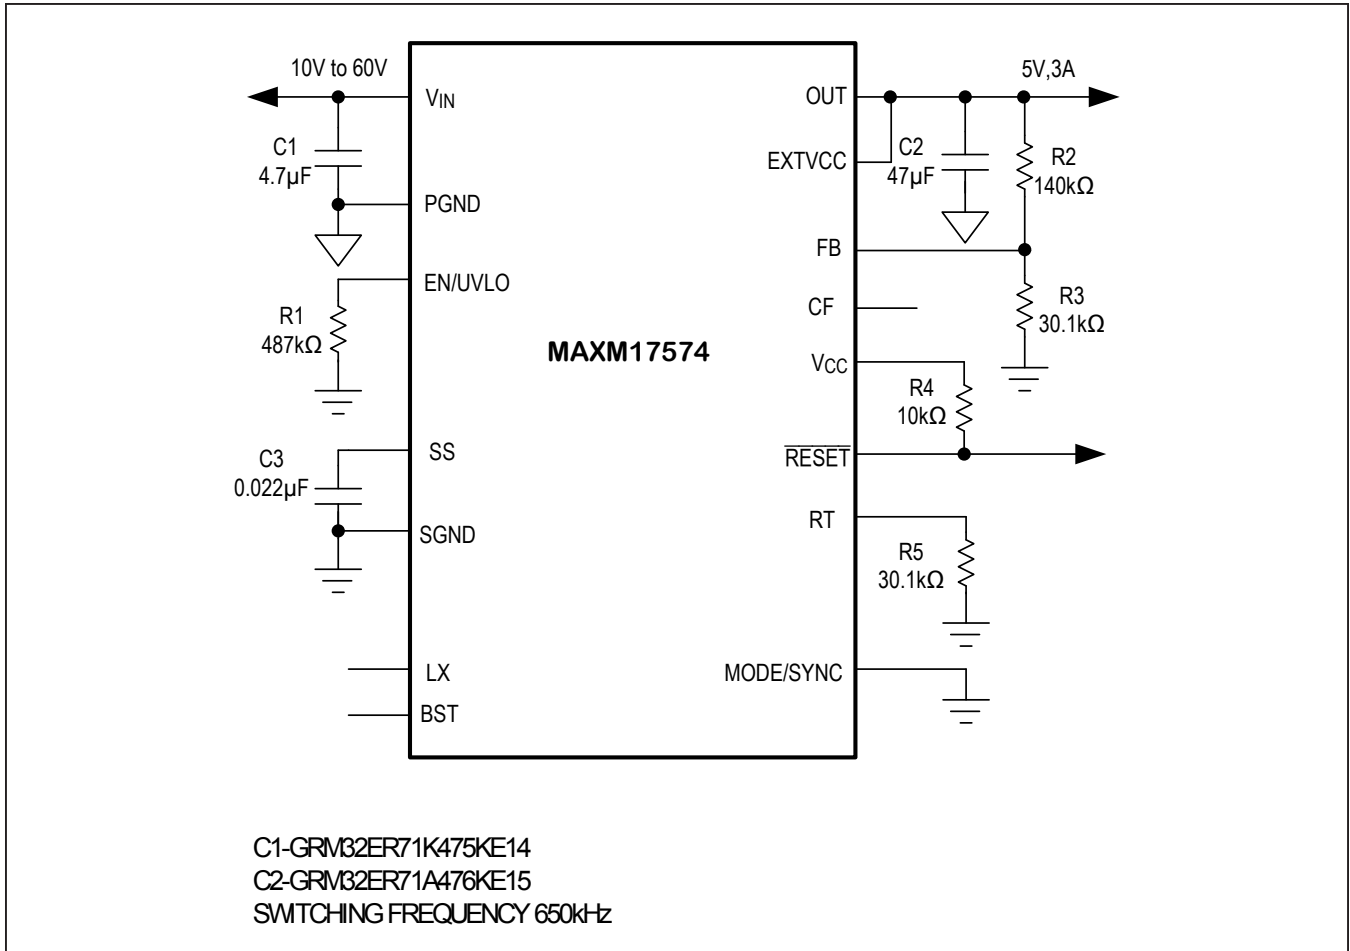 10V to 60V
VIN
C1
4.7µF
PGND
EN/UVLO
R1
487kΩ
C3
0.022µF
SS
SGND
LX
BST
MAXM17574
OUT
5V,3A
EXTVCC
C2
47µF
R2
140kΩ
FB
CF
R3
30.1kΩ
VCC
R4
10kΩ
RESET
RT
R5
30.1kΩ
MODE/SYNC
C1-GRM32ER71K475KE14
C2-GRM32ER71A476KE15
SWITCHING FREQUENCY 650kHz